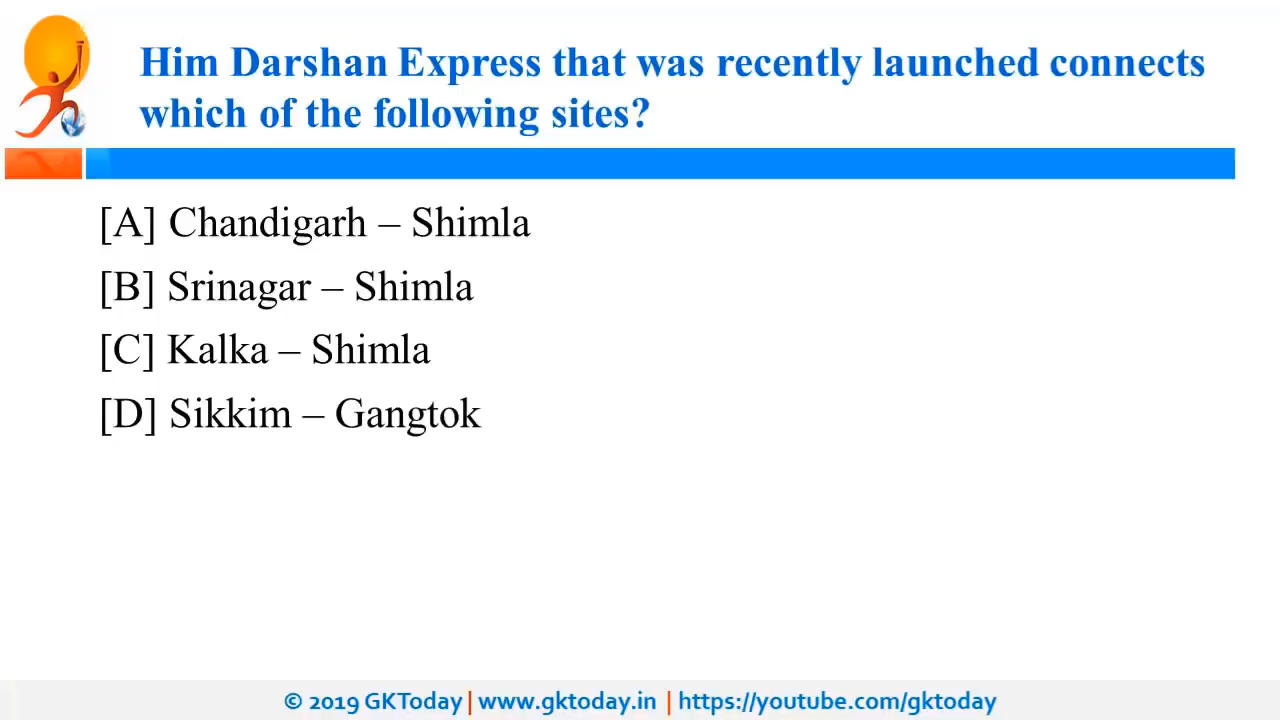 Him Darshan Express that was recently launched connects
which of the following sites?
[A] Chandigarh – Shimla
[B] Srinagar – Shimla
[C] Kalka – Shimla
[D] Sikkim – Gangtok
© 2019 GKToday | www.gktoday.in | https://youtube.com/gktoday